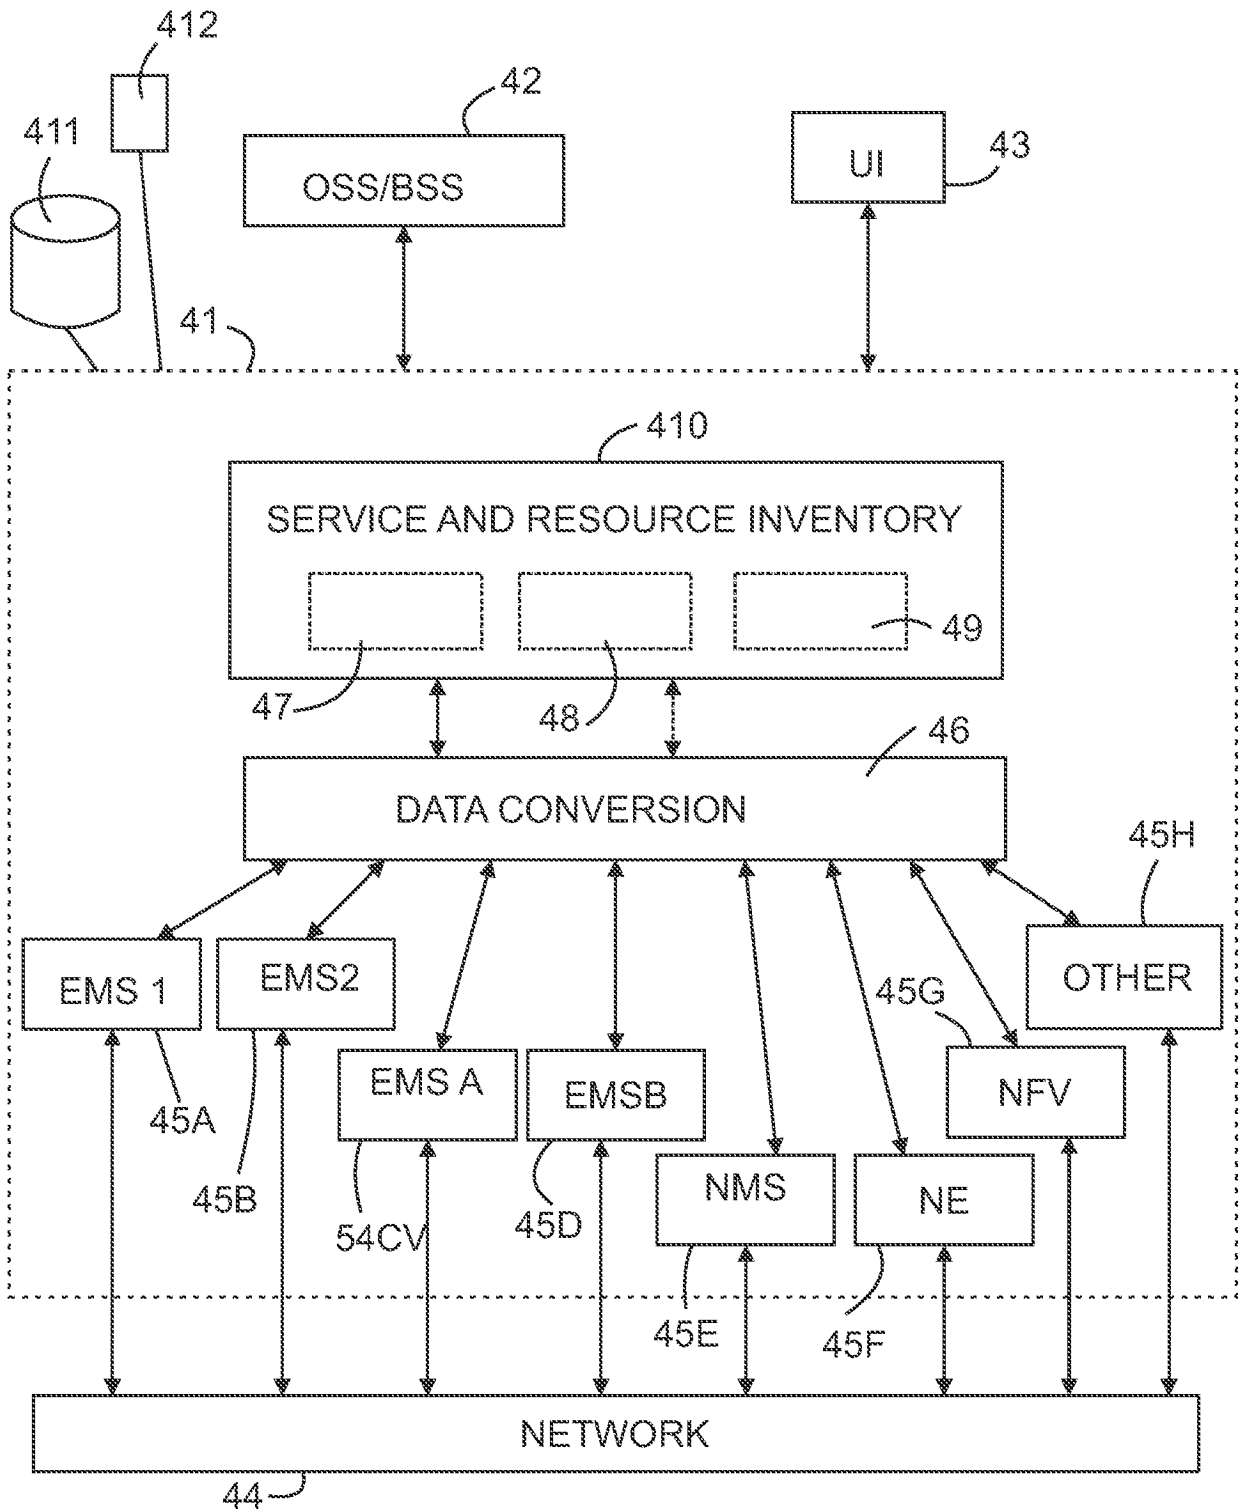 412
42
411
43
UI
OSS/BSS
41
410
SERVICE AND RESOURCE INVENTORY
49
47
48
46
DATA CONVERSION
45H
EMS 1
EMS2
OTHER
45G
EMS A
EMSB
NFV
45A
45B
NMS
NE
54CV
45D
45E
45F
NETWORK
44